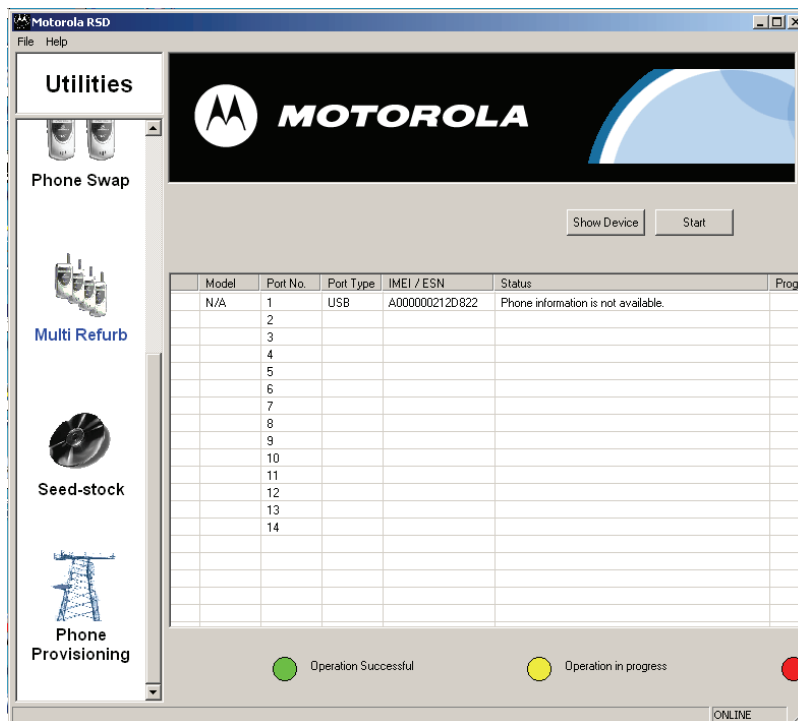 Motorola RSD
File Help
Utilities
MOTOROLA
Phone Swap
Show Device Start
Model Port No. Port Type IMEI / ESN Status Prog
N/A 1 USB A000000212D822 Phone information is not available.
2
3
Multi Refurb
4
5
6
7
8
9
10
11
Seed-stock
12
13
14
Phone
Provisioning
Operation Successful Operation in progress
ONLINE